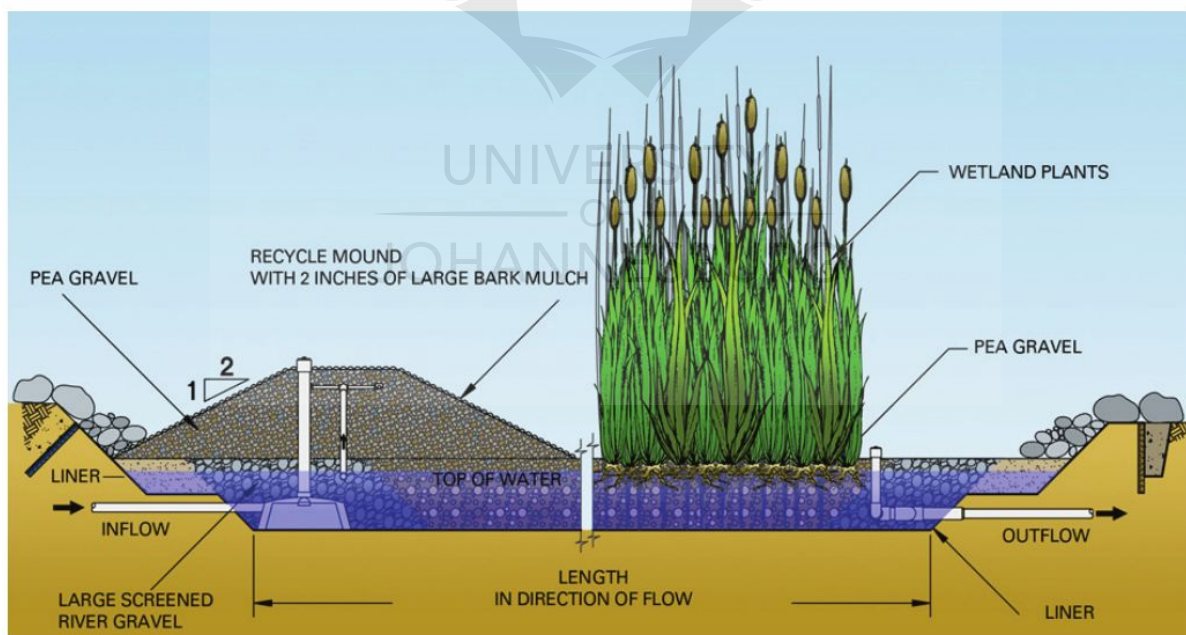 UNIVERSITY
OF
JOHANNESBURG
WETLAND PLANTS
RECYCLE MOUND
WITH 2 INCHES OF LARGE BARK MULCH
PEA GRAVEL
PEA GRAVEL
2
1
LINER
TOP OF WATER
INFLOW
OUTFLOW
LENGTH
IN DIRECTION OF FLOW
LARGE SCREENED
RIVER GRAVEL
LINER